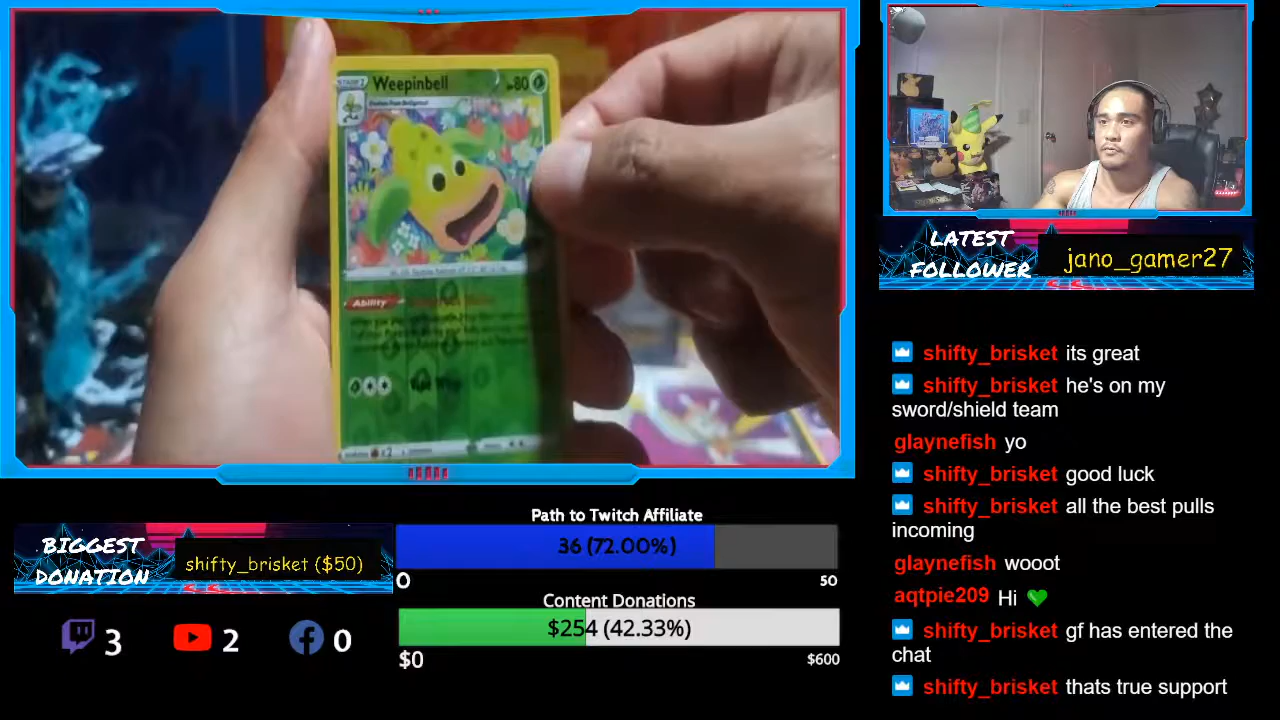 Weepinbell
80
Ability
x2
LATEST
FOLLOWER
jano_gamer27
shifty_brisket its great
shifty_brisket he's on my
sword/shield team
glaynefish yo
shifty_brisket good luck
shifty_brisket all the best pulls
incoming
glaynefish wooot
aqtpie209 Hi
shifty_brisket gf has entered the
chat
shifty_brisket thats true support
BIGGEST
DONATION
shifty_brisket ($50)
3
2
0
Path to Twitch Affiliate
36 (72.00%)
0
50
Content Donations
$254 (42.33%)
$0
$600